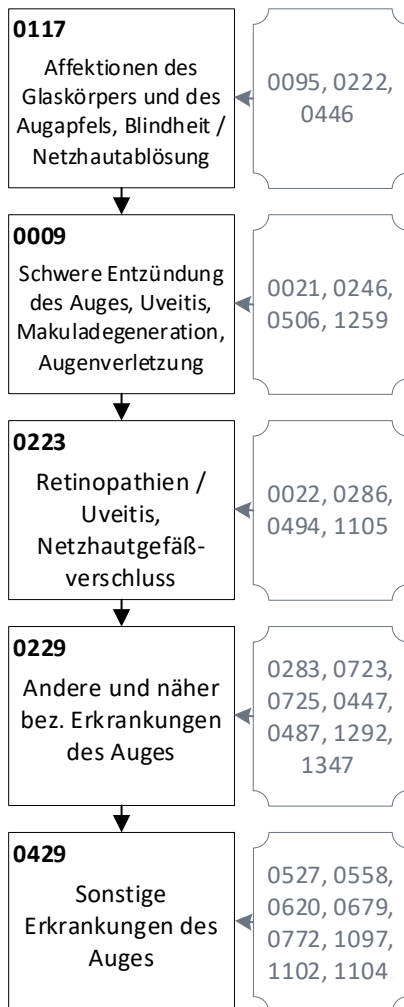 0117
Affektionen des
Glaskörpers und des
Augapfels, Blindheit /
Netzhautablösung
0095, 0222,
0446
0009
Schwere Entzündung
des Auges, Uveitis,
Makuladegeneration,
Augenverletzung
0021, 0246,
0506, 1259
0223
Retinopathien /
Uveitis,
Netzhautgefäß-
verschluss
0022, 0286,
0494, 1105
0229
Andere und näher
bez. Erkrankungen
des Auges
0283, 0723,
0725, 0447,
0487, 1292,
1347
0429
Sonstige
Erkrankungen des
Auges
0527, 0558,
0620, 0679,
0772, 1097,
1102, 1104